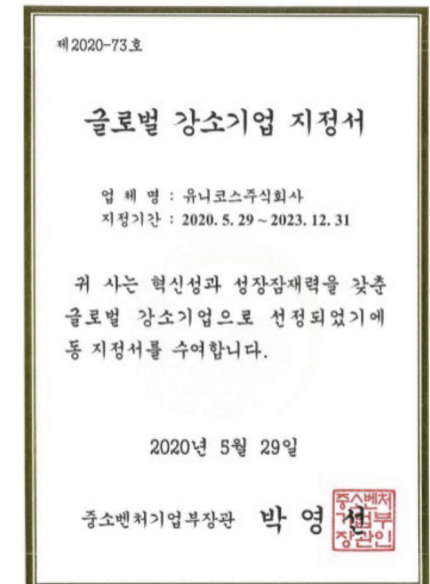 제2020-73호
글로벌 강소기업 지정서
업 체 명 : 유니코스주식회사
지정기간 : 2020. 5. 29 ~ 2023. 12. 31
귀 사는 혁신성과 성장잠재력을 갖춘
글로벌 강소기업으로 선정되었기에
동 지정서를 수여합니다.
2020년 5월 29일
중소벤처기업부장관 박 영 선
중소벤처
기업부
장관인